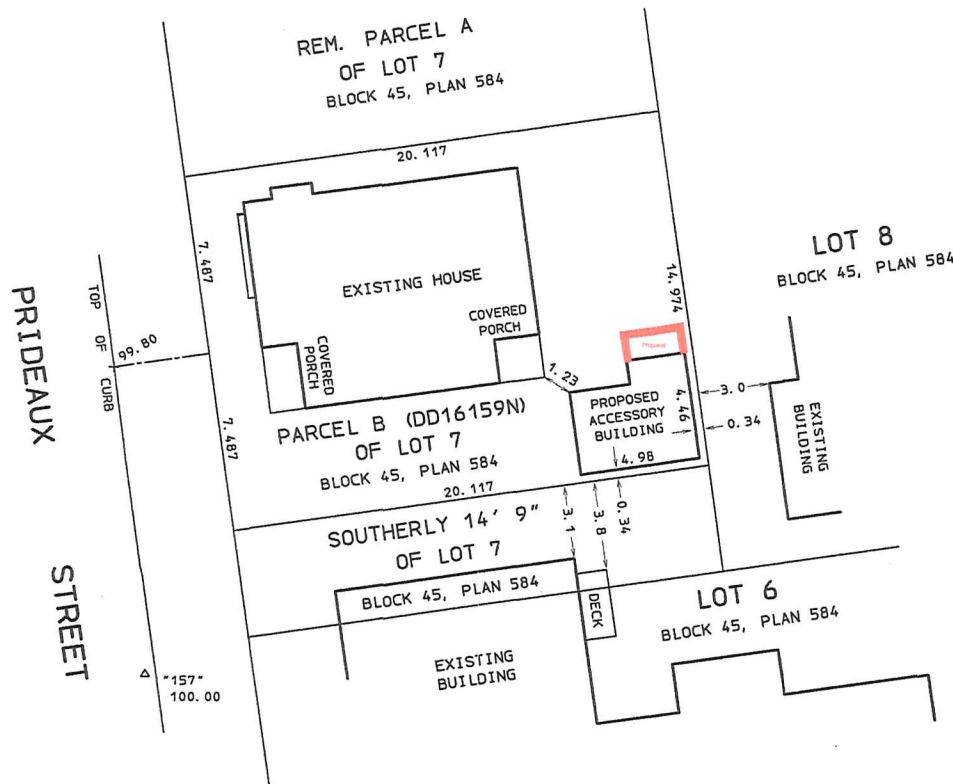 REM. PARCEL A
OF LOT 7
BLOCK 45, PLAN 584
20.117
7.487
7.487
EXISTING HOUSE
COVERED
PORCH
COVERED
PORCH
14.974
LOT 8
BLOCK 45, PLAN 584
PRIDEAUX
STREET
TOP OF CURB
99.80
1.23
Proposed
PROPOSED
ACCESSORY
BUILDING
4.46
4.98
3.0
0.34
EXISTING
BUILDING
PARCEL B (DD16159N)
OF LOT 7
BLOCK 45, PLAN 584
20.117
3.1
3.8
0.34
SOUTHERLY 14' 9"
OF LOT 7
BLOCK 45, PLAN 584
DECK
LOT 6
BLOCK 45, PLAN 584
EXISTING
BUILDING
"157"
100.00